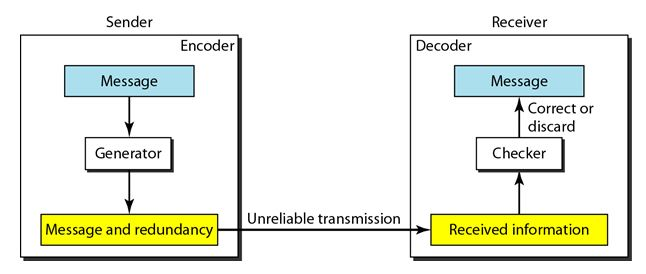 Sender
Receiver
Encoder
Decoder
Message
Message
Correct or
discard
Generator
Checker
Message and redundancy
Unreliable transmission
Received information